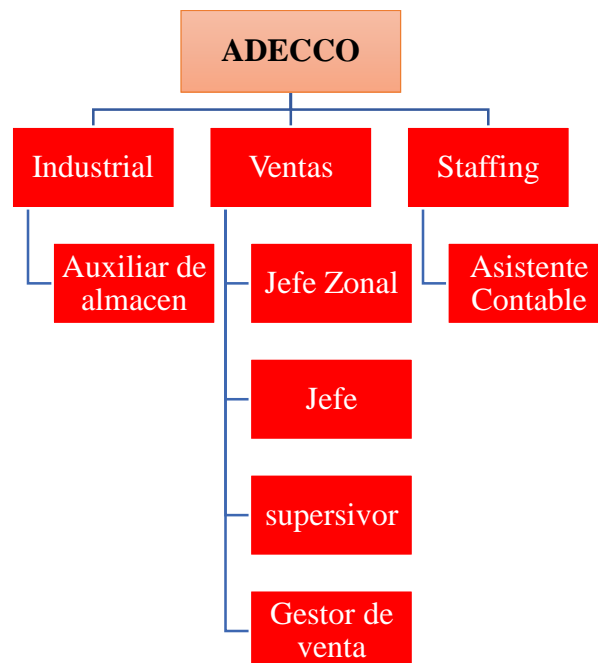 ADECCO
Industrial
Ventas
Staffing
Auxiliar de
almacen
Jefe Zonal
Asistente
Contable
Jefe
supersivor
Gestor de
venta